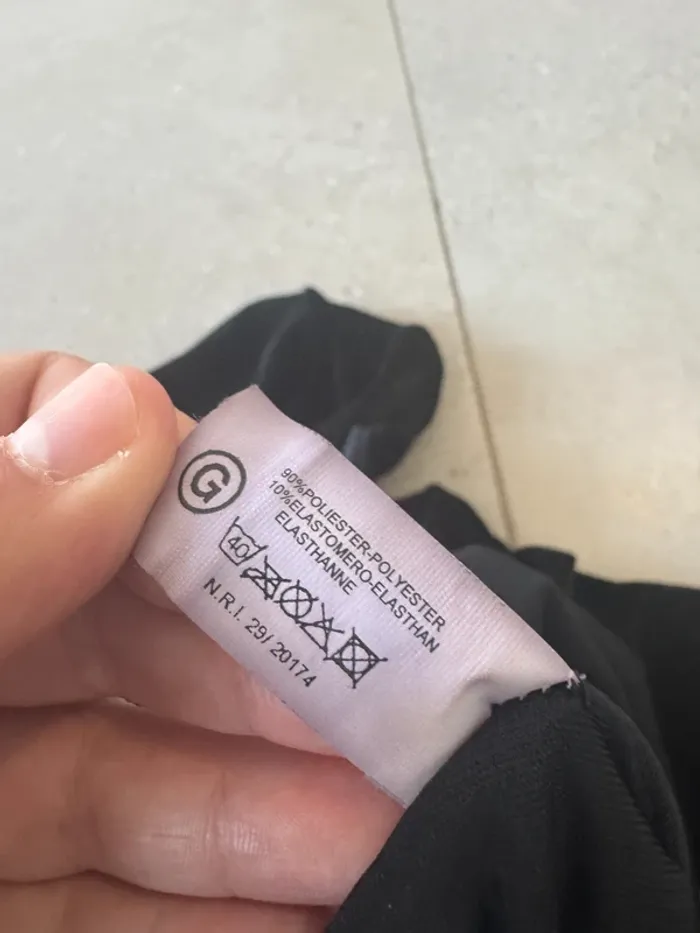 G
90%POLIESTER-POLYESTER
10%ELASTOMERO-ELASTHAN
ELASTHANNE
40
N.R.I. 29/ 20174